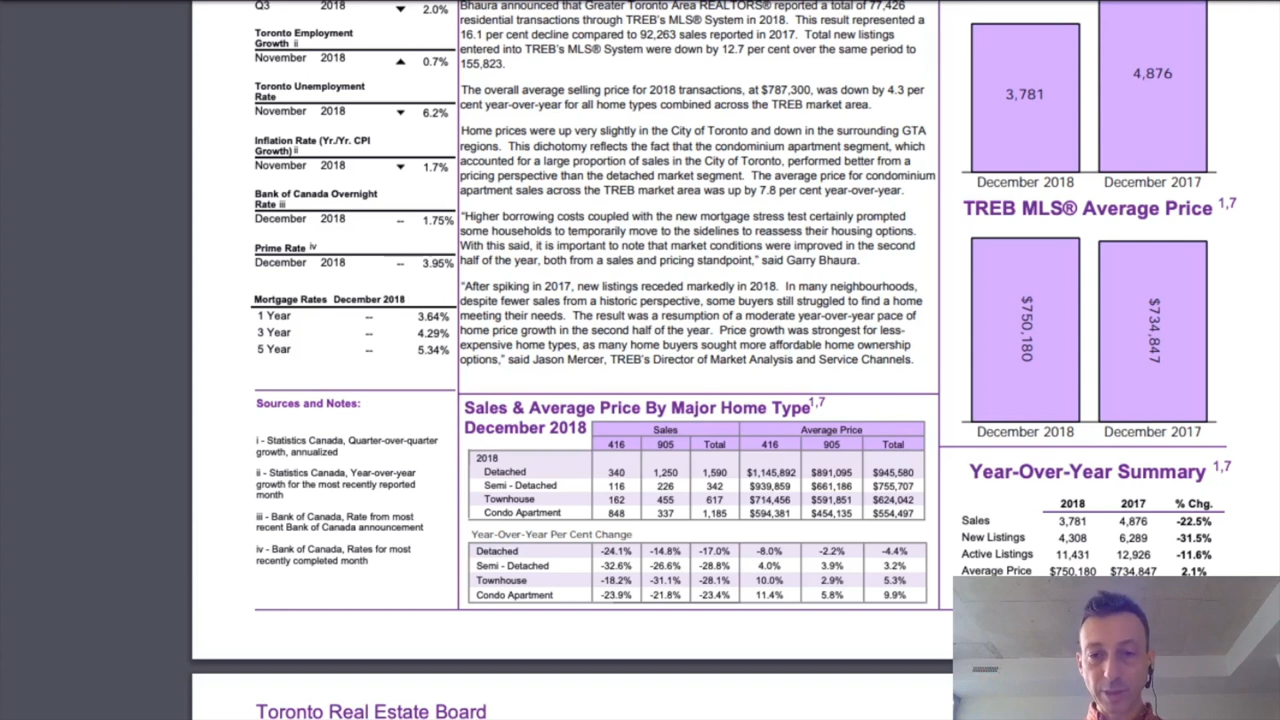 Q3 2018 ▼ 2.0%
Toronto Employment
Growth ii
November 2018 ▲ 0.7%
Toronto Unemployment
Rate
November 2018 ▼ 6.2%
Inflation Rate (Yr./Yr. CPI
Growth) ii
November 2018 ▼ 1.7%
Bank of Canada Overnight
Rate iii
December 2018 -- 1.75%
Prime Rate iv
December 2018 -- 3.95%
Mortgage Rates December 2018
1 Year -- 3.64%
3 Year -- 4.29%
5 Year -- 5.34%
Sources and Notes:
i - Statistics Canada, Quarter-over-quarter
growth, annualized
ii - Statistics Canada, Year-over-year
growth for the most recently reported
month
iii - Bank of Canada, Rate from most
recent Bank of Canada announcement
iv - Bank of Canada, Rates for most
recently completed month
Bhaura announced that Greater Toronto Area REALTORS® reported a total of 77,426
residential transactions through TREB's MLS® System in 2018. This result represented a
16.1 per cent decline compared to 92,263 sales reported in 2017. Total new listings
entered into TREB's MLS® System were down by 12.7 per cent over the same period to
155,823.
The overall average selling price for 2018 transactions, at $787,300, was down by 4.3 per
cent year-over-year for all home types combined across the TREB market area.
Home prices were up very slightly in the City of Toronto and down in the surrounding GTA
regions. This dichotomy reflects the fact that the condominium apartment segment, which
accounted for a large proportion of sales in the City of Toronto, performed better from a
pricing perspective than the detached market segment. The average price for condominium
apartment sales across the TREB market area was up by 7.8 per cent year-over-year.
"Higher borrowing costs coupled with the new mortgage stress test certainly prompted
some households to temporarily move to the sidelines to reassess their housing options.
With this said, it is important to note that market conditions were improved in the second
half of the year, both from a sales and pricing standpoint," said Garry Bhaura.
"After spiking in 2017, new listings receded markedly in 2018. In many neighbourhoods,
despite fewer sales from a historic perspective, some buyers still struggled to find a home
meeting their needs. The result was a resumption of a moderate year-over-year pace of
home price growth in the second half of the year. Price growth was strongest for less-
expensive home types, as many home buyers sought more affordable home ownership
options," said Jason Mercer, TREB's Director of Market Analysis and Service Channels.
Sales & Average Price By Major Home Type 1,7
December 2018
Sales Average Price
416 905 Total 416 905 Total
2018
Detached 340 1,250 1,590 $1,145,892 $891,095 $945,580
Semi - Detached 116 226 342 $939,859 $661,186 $755,707
Townhouse 162 455 617 $714,456 $591,851 $624,042
Condo Apartment 848 337 1,185 $594,381 $454,135 $554,497
Year-Over-Year Per Cent Change
Detached -24.1% -14.8% -17.0% -8.0% -2.2% -4.4%
Semi - Detached -32.6% -26.6% -28.8% 4.0% 3.9% 3.2%
Townhouse -18.2% -31.1% -28.1% 10.0% 2.9% 5.3%
Condo Apartment -23.9% -21.8% -23.4% 11.4% 5.8% 9.9%
3,781 4,876
December 2018 December 2017
TREB MLS® Average Price 1,7
$750,180 $734,847
December 2018 December 2017
Year-Over-Year Summary 1,7
2018 2017 % Chg.
Sales 3,781 4,876 -22.5%
New Listings 4,308 6,289 -31.5%
Active Listings 11,431 12,926 -11.6%
Average Price $750,180 $734,847 2.1%
Toronto Real Estate Board